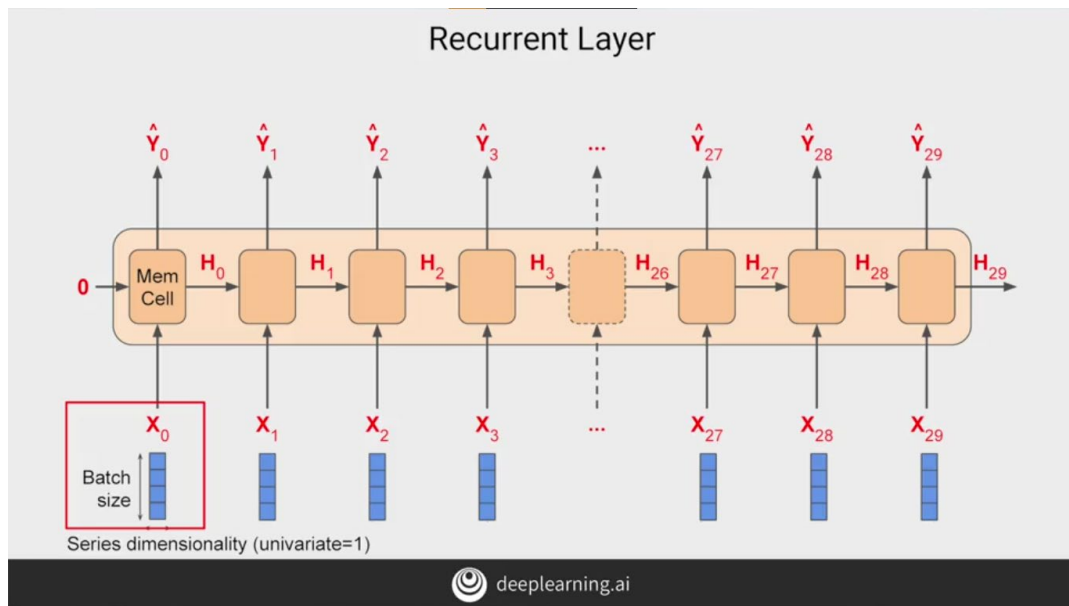 Recurrent Layer
Ŷ0 Ŷ1 Ŷ2 Ŷ3 ... Ŷ27 Ŷ28 Ŷ29
0 Mem Cell H0 H1 H2 H3 H26 H27 H28 H29
X0 X1 X2 X3 ... X27 X28 X29
Batch
size
Series dimensionality (univariate=1)
deeplearning.ai